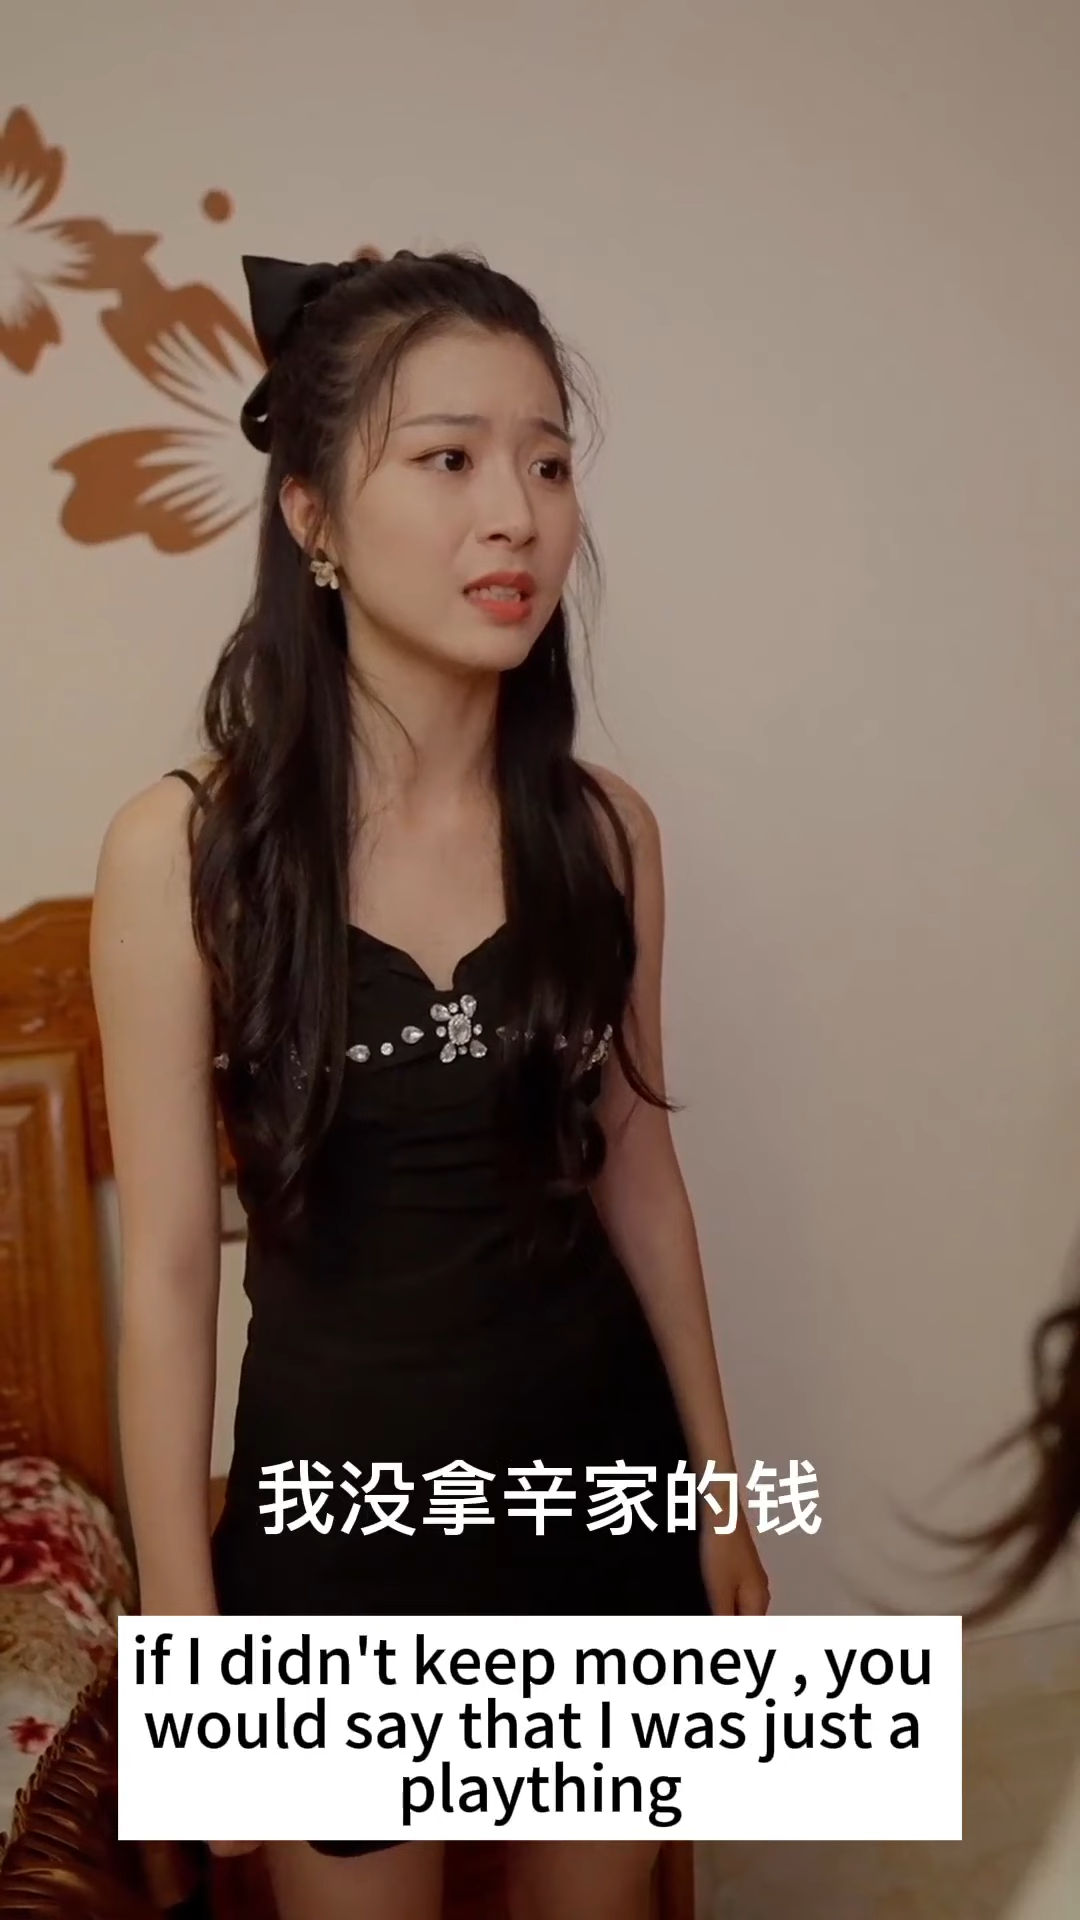 我没拿辛家的钱
if I didn't keep money , you
would say that I was just a
plaything